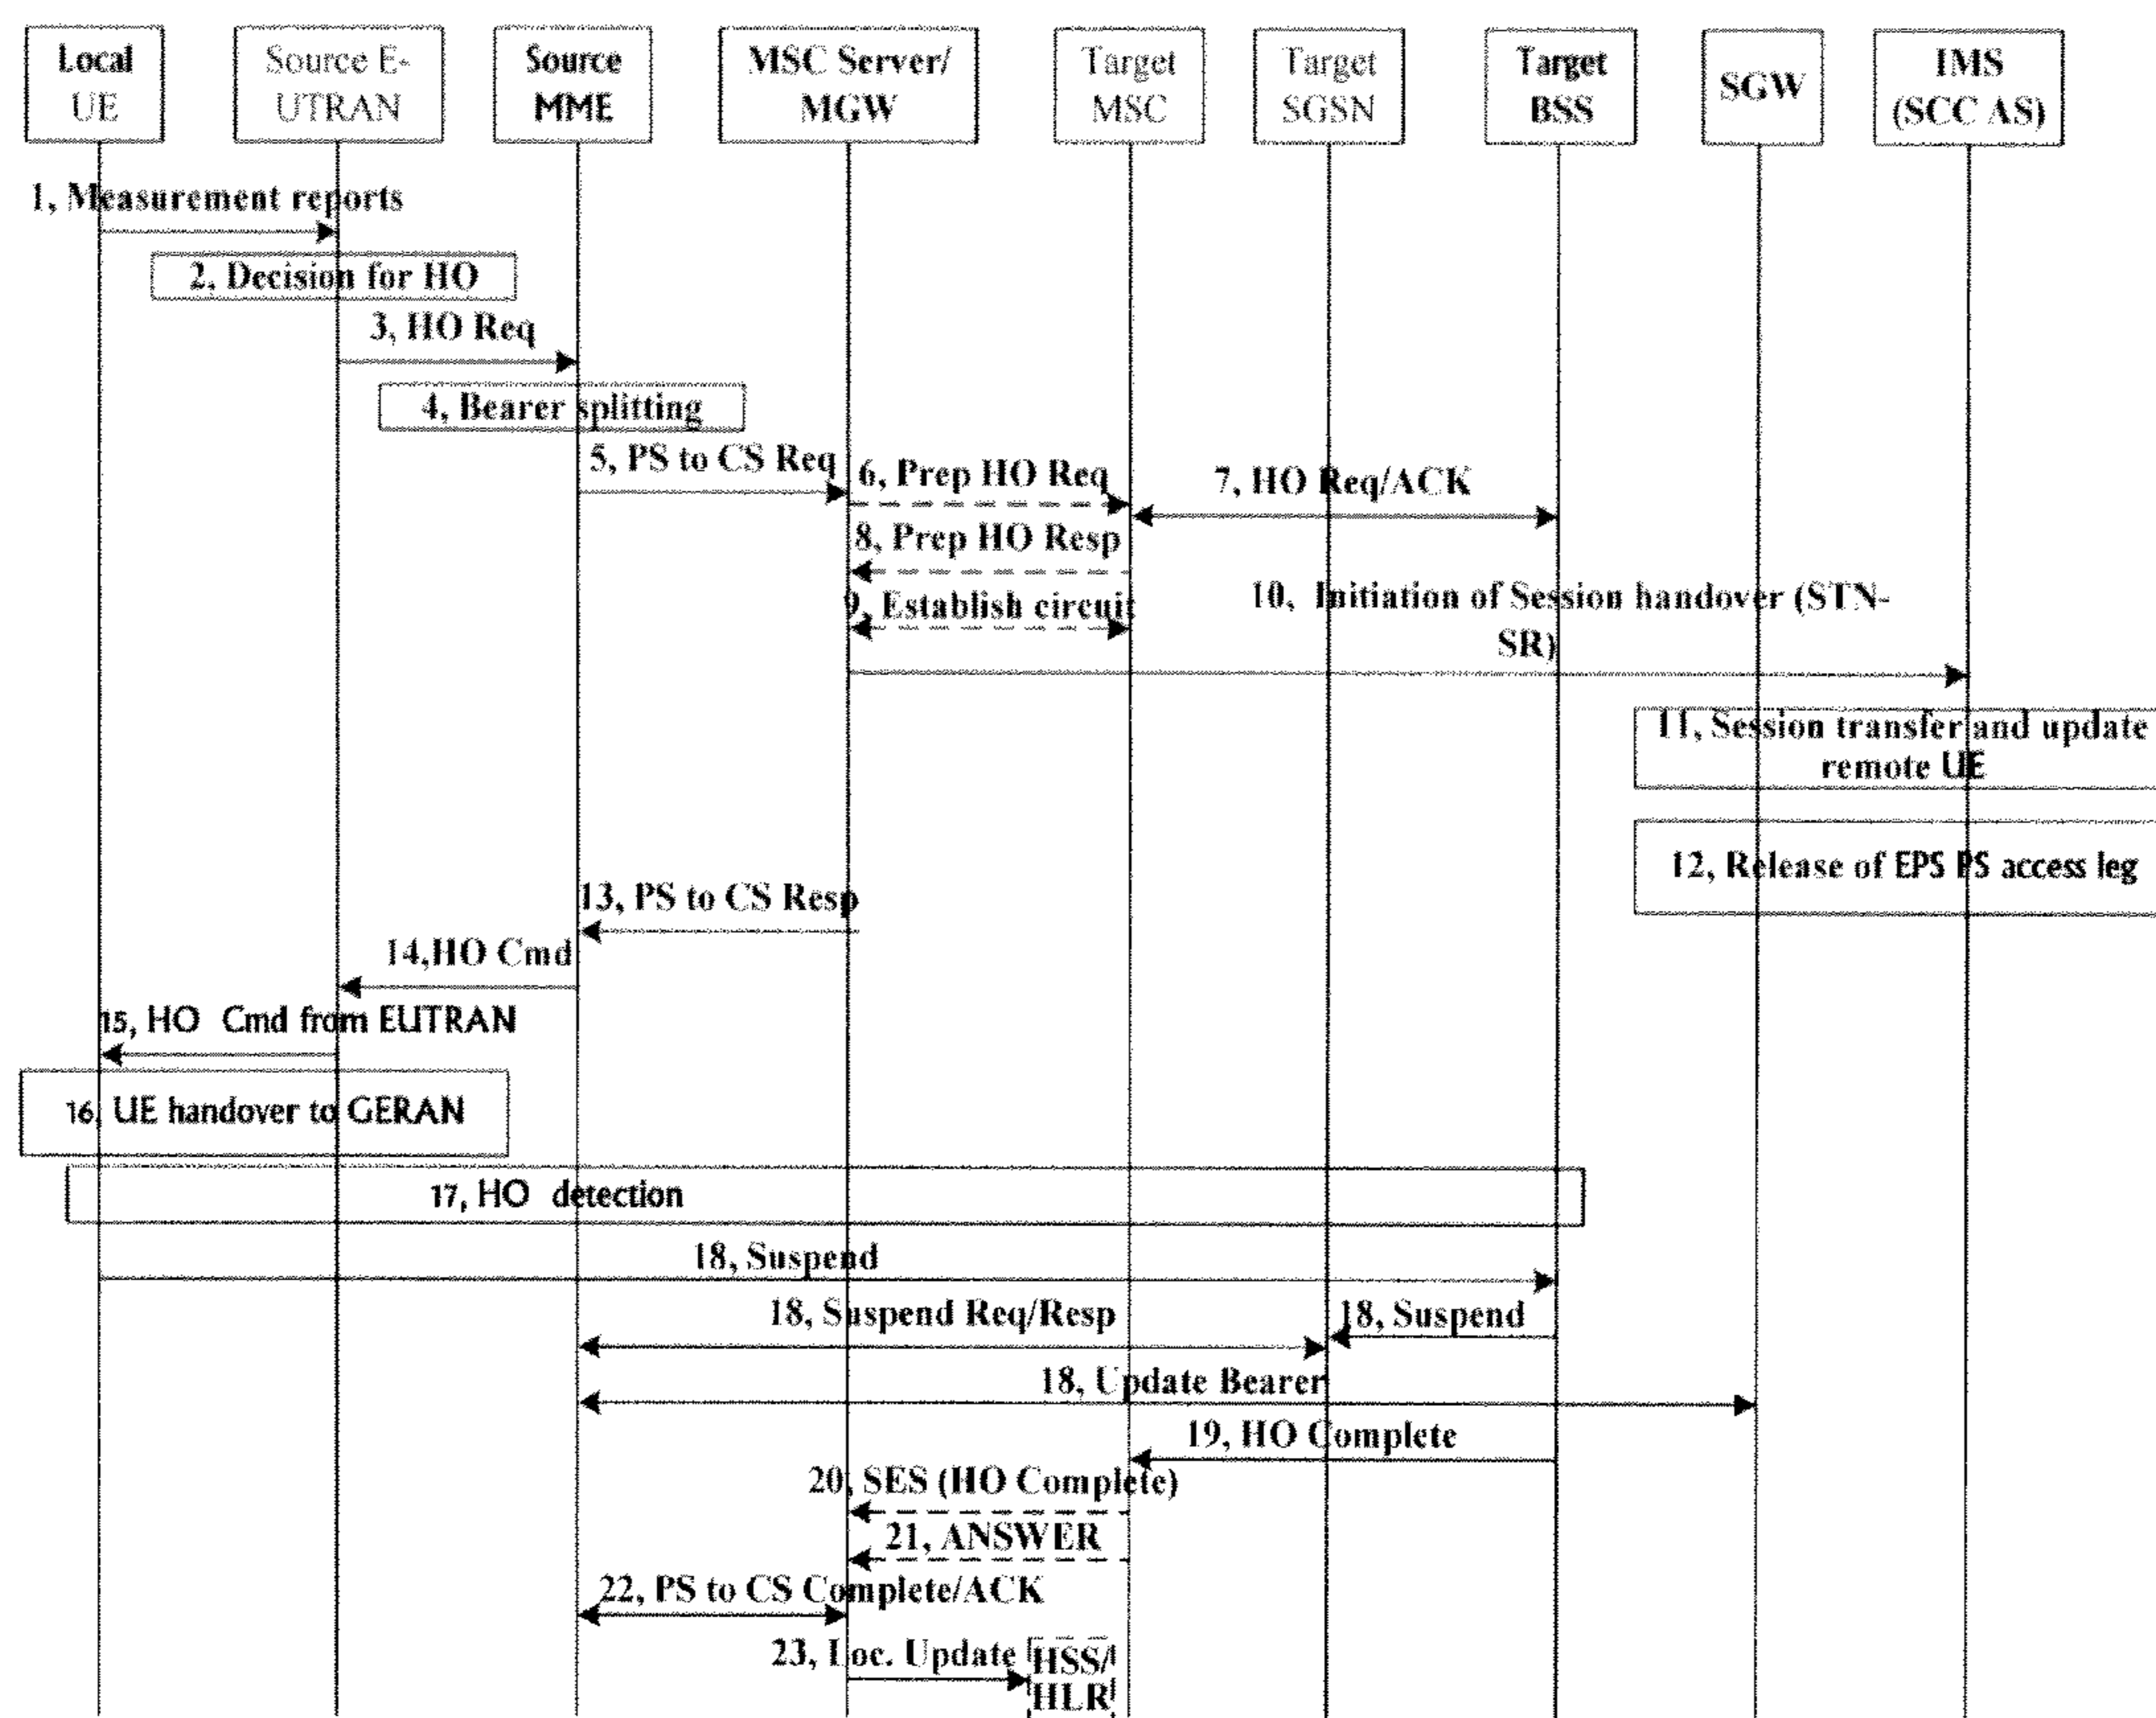 Local
UE
Source E-
UTRAN
Source
MME
MSC Server/
MGW
Target
MSC
Target
SGSN
Target
BSS
SGW
IMS
(SCC AS)
1, Measurement reports
2, Decision for HO
3, HO Req
4, Bearer splitting
5, PS to CS Req
6, Prep HO Req
7, HO Req/ACK
8, Prep HO Resp
9, Establish circuit
10, Initiation of Session handover (STN-
SR)
11, Session transfer and update
remote UE
12, Release of EPS PS access leg
13, PS to CS Resp
14,HO Cmd
15, HO Cmd from EUTRAN
16, UE handover to GERAN
17, HO detection
18, Suspend
18, Suspend Req/Resp
18, Suspend
18, Update Bearer
19, HO Complete
20, SES (HO Complete)
21, ANSWER
22, PS to CS Complete/ACK
23, Loc. Update
HSS/
HLR